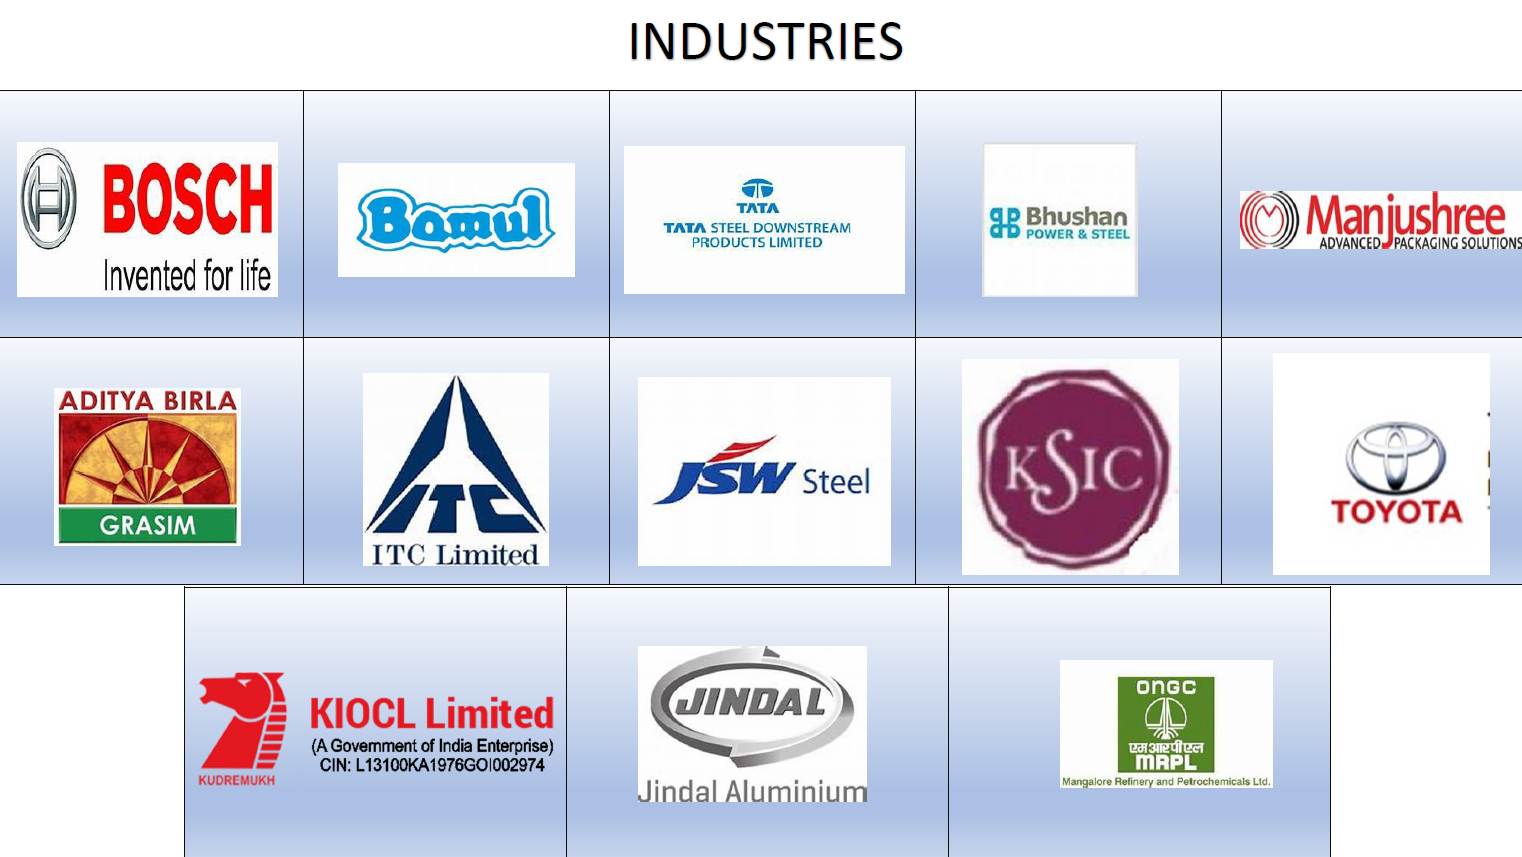 INDUSTRIES
BOSCH
Invented for life
Bamul
TATA
TATA STEEL DOWNSTREAM
PRODUCTS LIMITED
Bhushan
POWER & STEEL
Manjushree
ADVANCED PACKAGING SOLUTIONS
ADITYA BIRLA
GRASIM
ITC
ITC Limited
JSW Steel
KSIC
TOYOTA
KIOCL Limited
(A Government of India Enterprise)
CIN: L13100KA1976GOI002974
KUDREMUKH
JINDAL
Jindal Aluminium
ONGC
एमआरपीएल
MRPL
Mangalore Refinery and Petrochemicals Ltd.